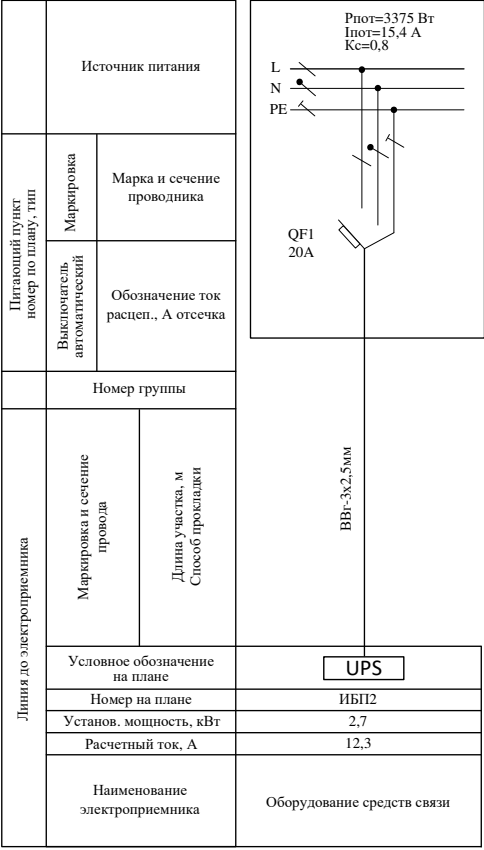 Рпот=3375 Вт
Iпот=15,4 А
Кс=0,8
Источник питания
L
N
PE
Питающий пункт
номер по плану, тип
Маркировка
Марка и сечение
проводника
QF1
20А
Выключатель
автоматический
Обозначение ток
расцеп., А отсечка
Номер группы
Линия до электроприемника
Маркировка и сечение
провода
Длина участка, м
Способ прокладки
ВВг-3х2,5мм
Условное обозначение
на плане
UPS
Номер на плане
ИБП2
Установ. мощность, кВт
2,7
Расчетный ток, А
12,3
Наименование
электроприемника
Оборудование средств связи